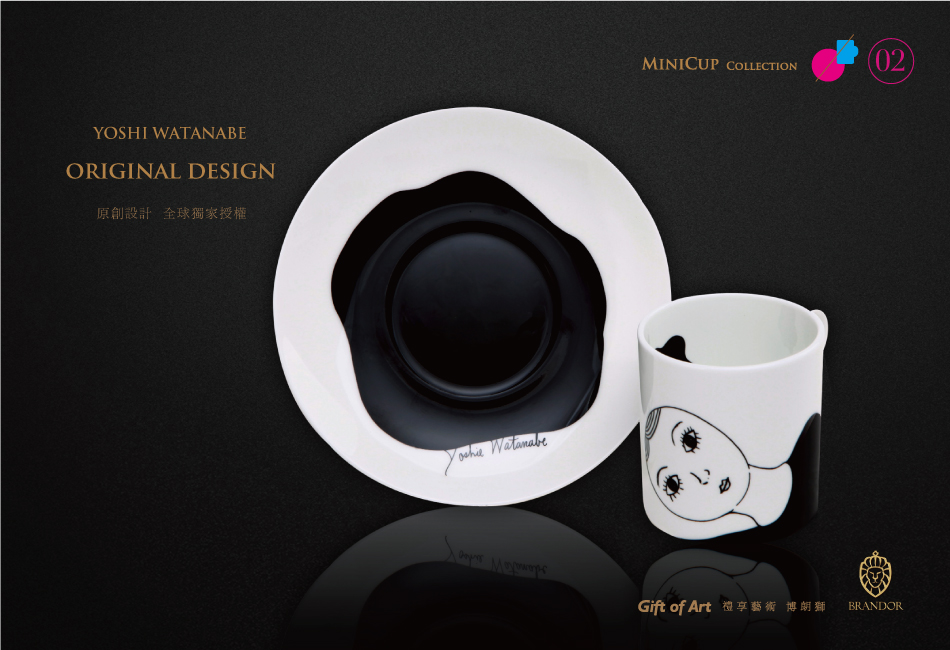 MINICUP COLLECTION
02
YOSHI WATANABE
ORIGINAL DESIGN
原創設計 全球獨家授權
Yoshie Watanabe
Gift of Art 禮享藝術 博朗獅
BRANDOR